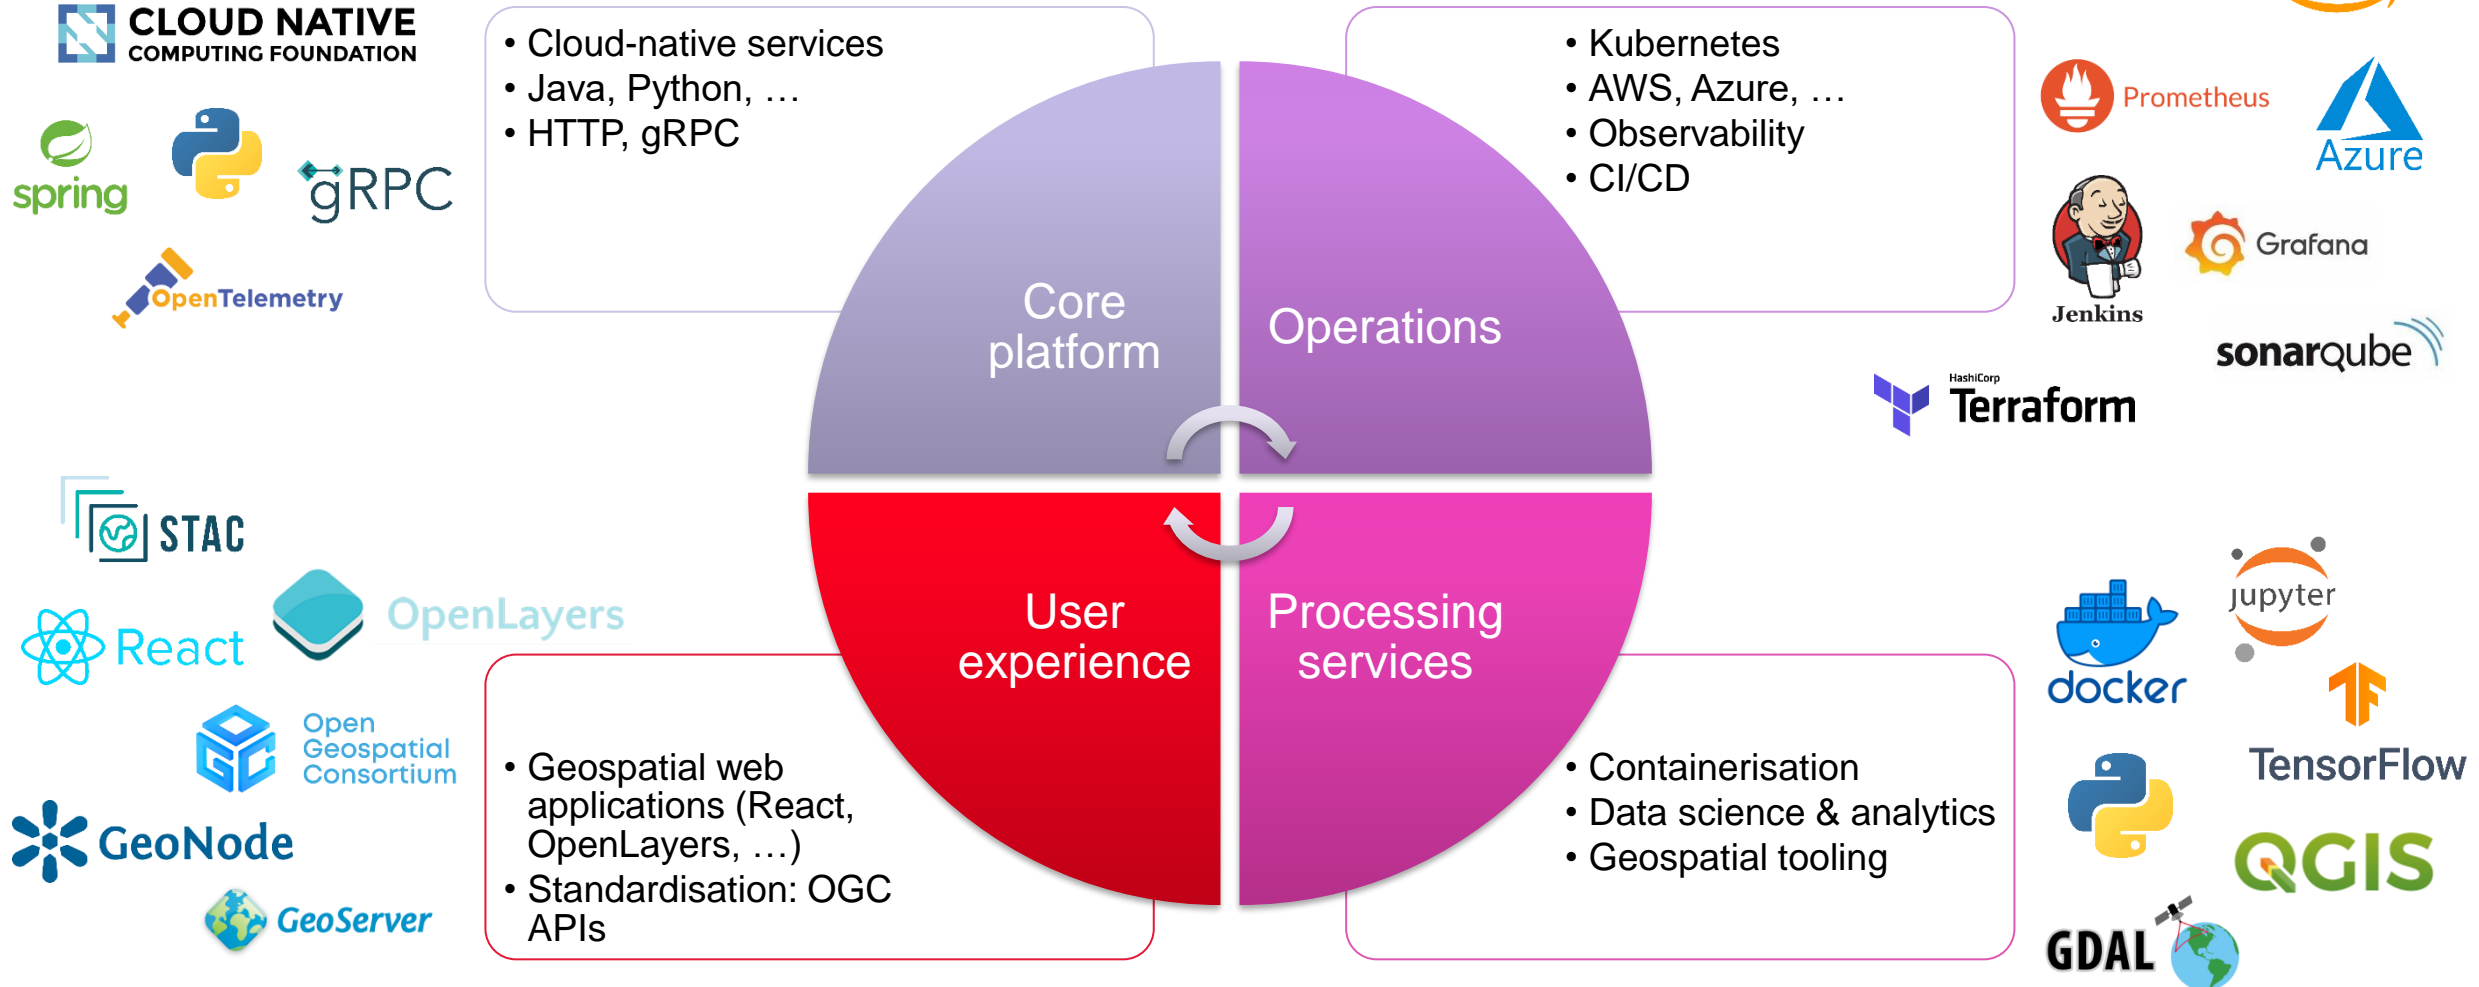 CLOUD NATIVE
COMPUTING FOUNDATION
spring
gRPC
OpenTelemetry
• Cloud-native services
• Java, Python, …
• HTTP, gRPC
Core
platform
• Kubernetes
• AWS, Azure, …
• Observability
• CI/CD
Operations
Prometheus
Azure
Jenkins
Grafana
sonarqube
HashiCorp
Terraform
STAC
OpenLayers
React
Open
Geospatial
Consortium
OGC
GeoNode
GeoServer
User
experience
• Geospatial web
applications (React,
OpenLayers, …)
• Standardisation: OGC
APIs
Processing
services
• Containerisation
• Data science & analytics
• Geospatial tooling
jupyter
docker
TensorFlow
QGIS
GDAL